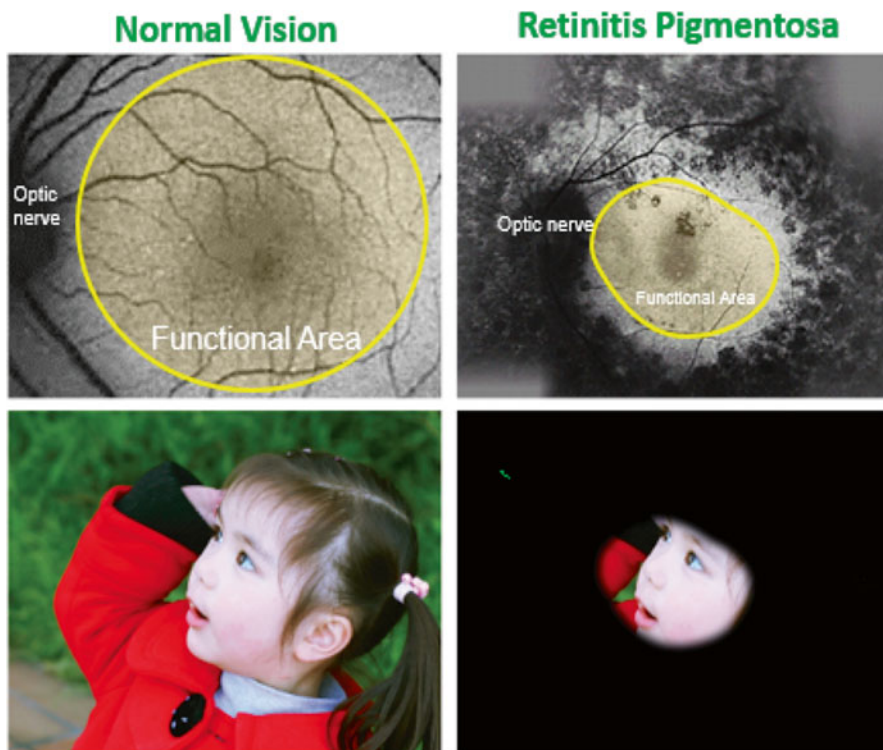 Normal Vision
Retinitis Pigmentosa
Optic
nerve
Functional Area
Optic nerve
Functional Area